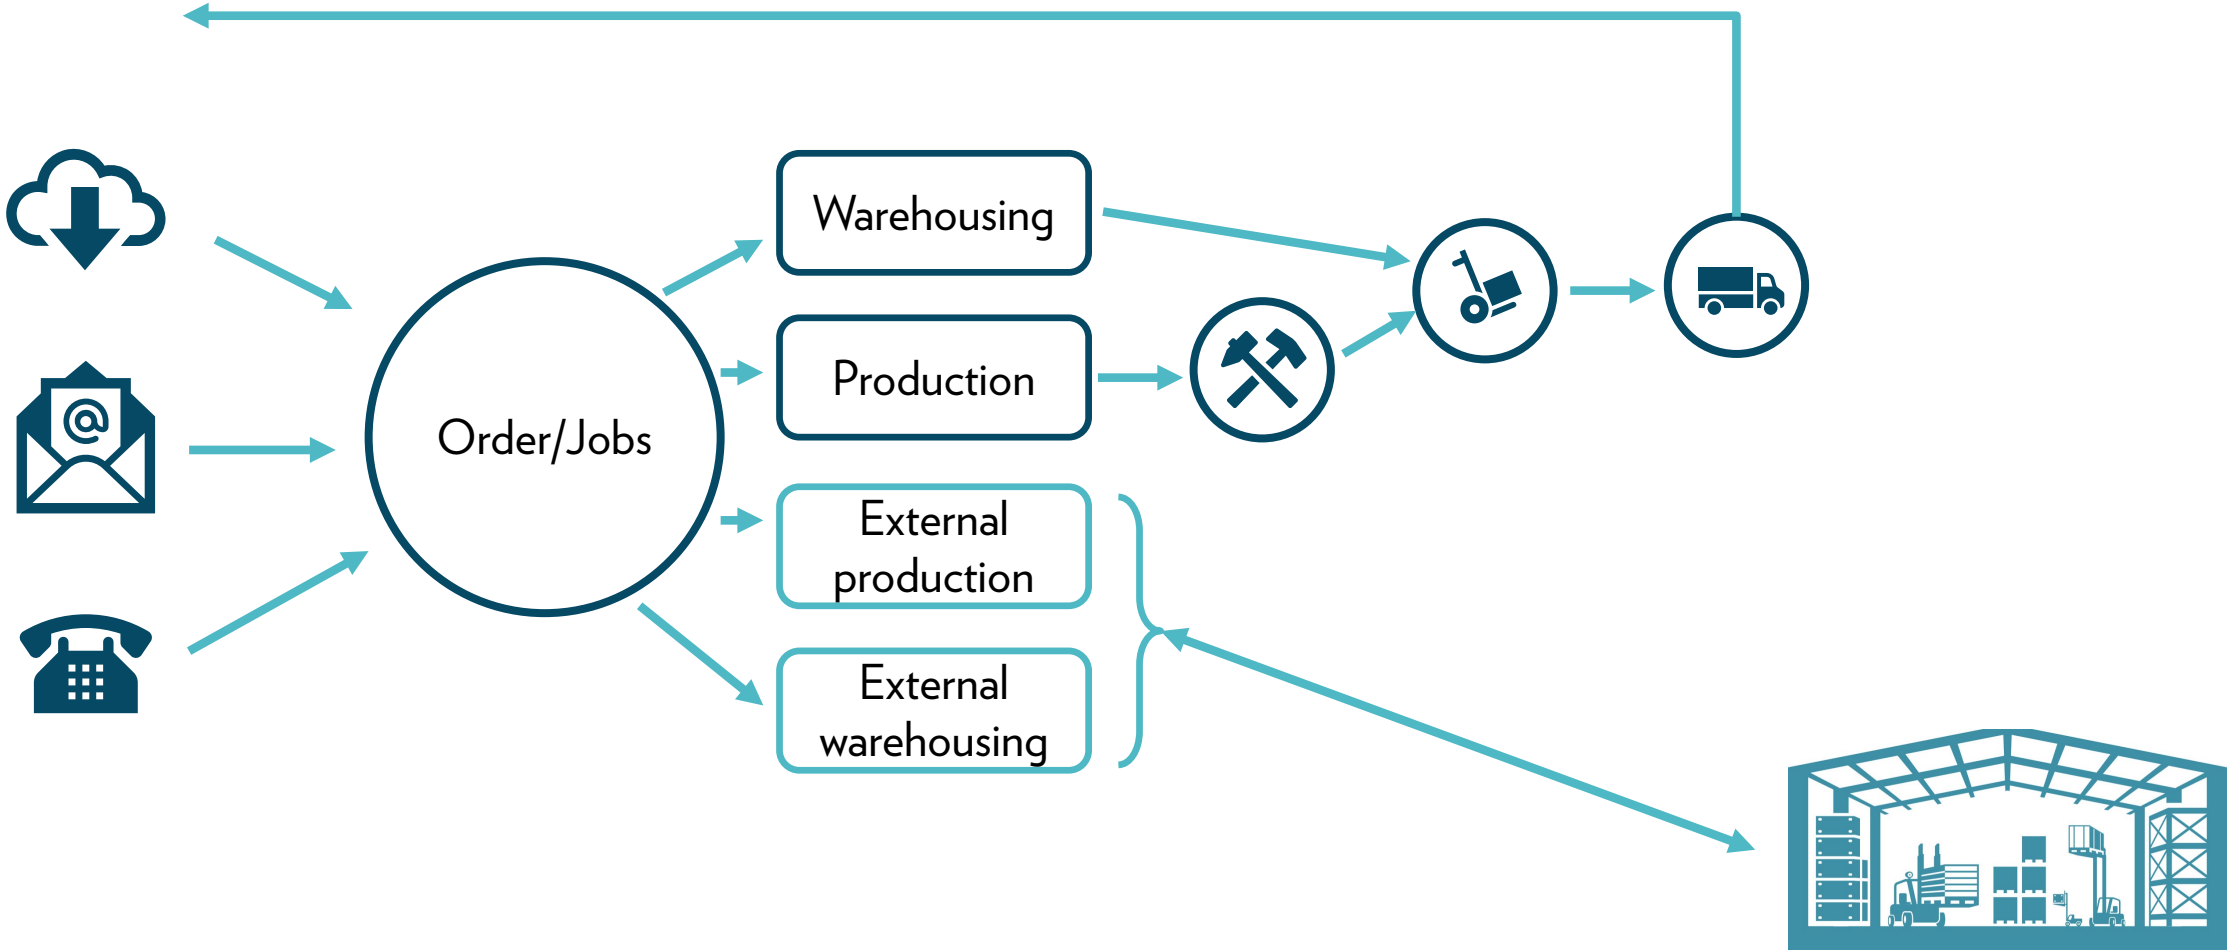 Warehousing
Production
Order/Jobs
External
production
External
warehousing
@